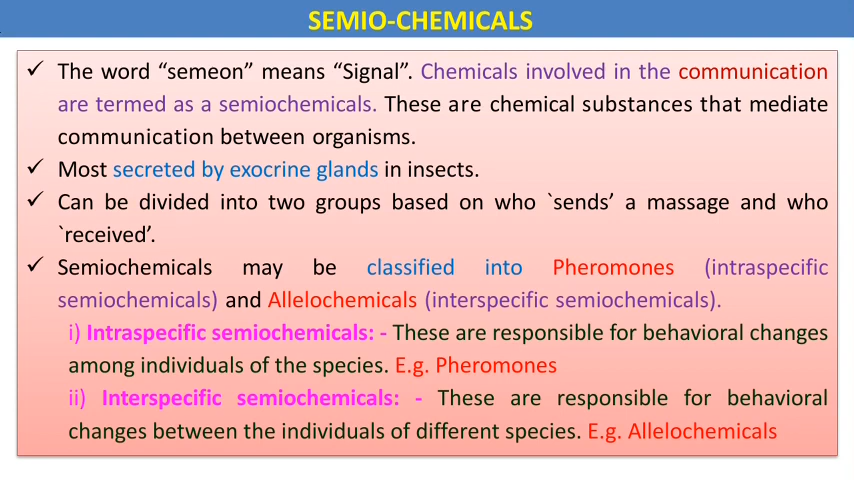 SEMIO-CHEMICALS
✓ The word “semeon” means “Signal”. Chemicals involved in the communication
are termed as a semiochemicals. These are chemical substances that mediate
communication between organisms.
✓ Most secreted by exocrine glands in insects.
✓ Can be divided into two groups based on who `sends’ a massage and who
`received’.
✓ Semiochemicals may be classified into Pheromones (intraspecific
semiochemicals) and Allelochemicals (interspecific semiochemicals).
i) Intraspecific semiochemicals: - These are responsible for behavioral changes
among individuals of the species. E.g. Pheromones
ii) Interspecific semiochemicals: - These are responsible for behavioral
changes between the individuals of different species. E.g. Allelochemicals